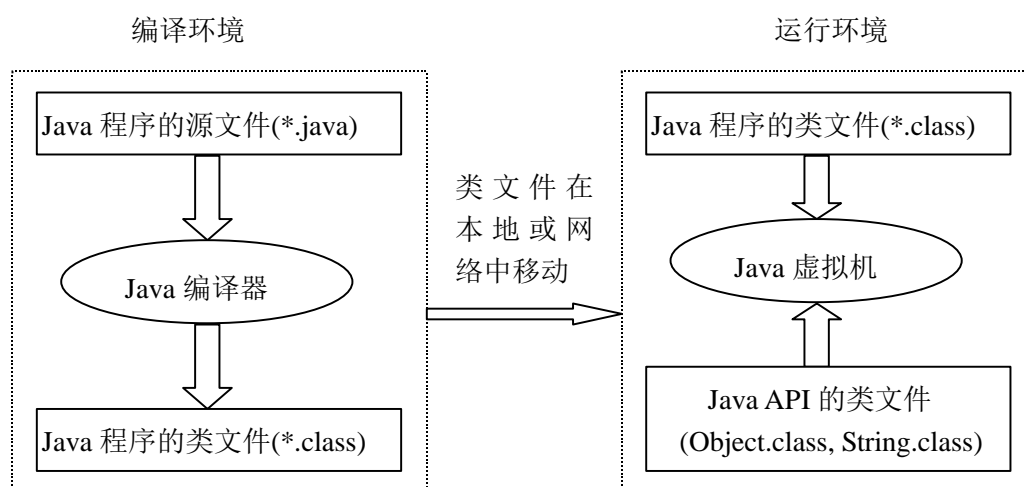 编译环境
Java 程序的源文件(*.java)
Java 编译器
Java 程序的类文件(*.class)
类文件在
本地或网
络中移动
运行环境
Java 程序的类文件(*.class)
Java 虚拟机
Java API 的类文件
(Object.class, String.class)